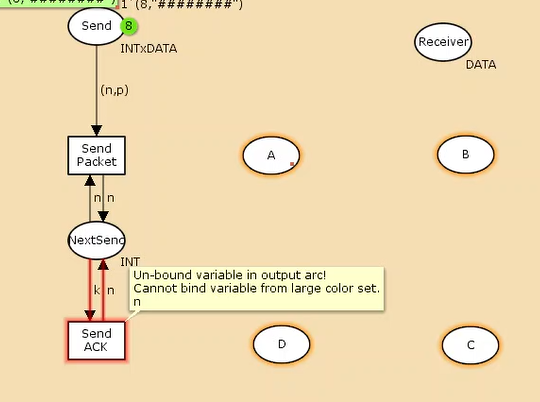 1`(8,"########")
Send
8
INTxDATA
Receiver
DATA
(n,p)
Send
Packet
A
B
n
n
NextSend
INT
Un-bound variable in output arc!
Cannot bind variable from large color set.
n
k
n
Send
ACK
D
C